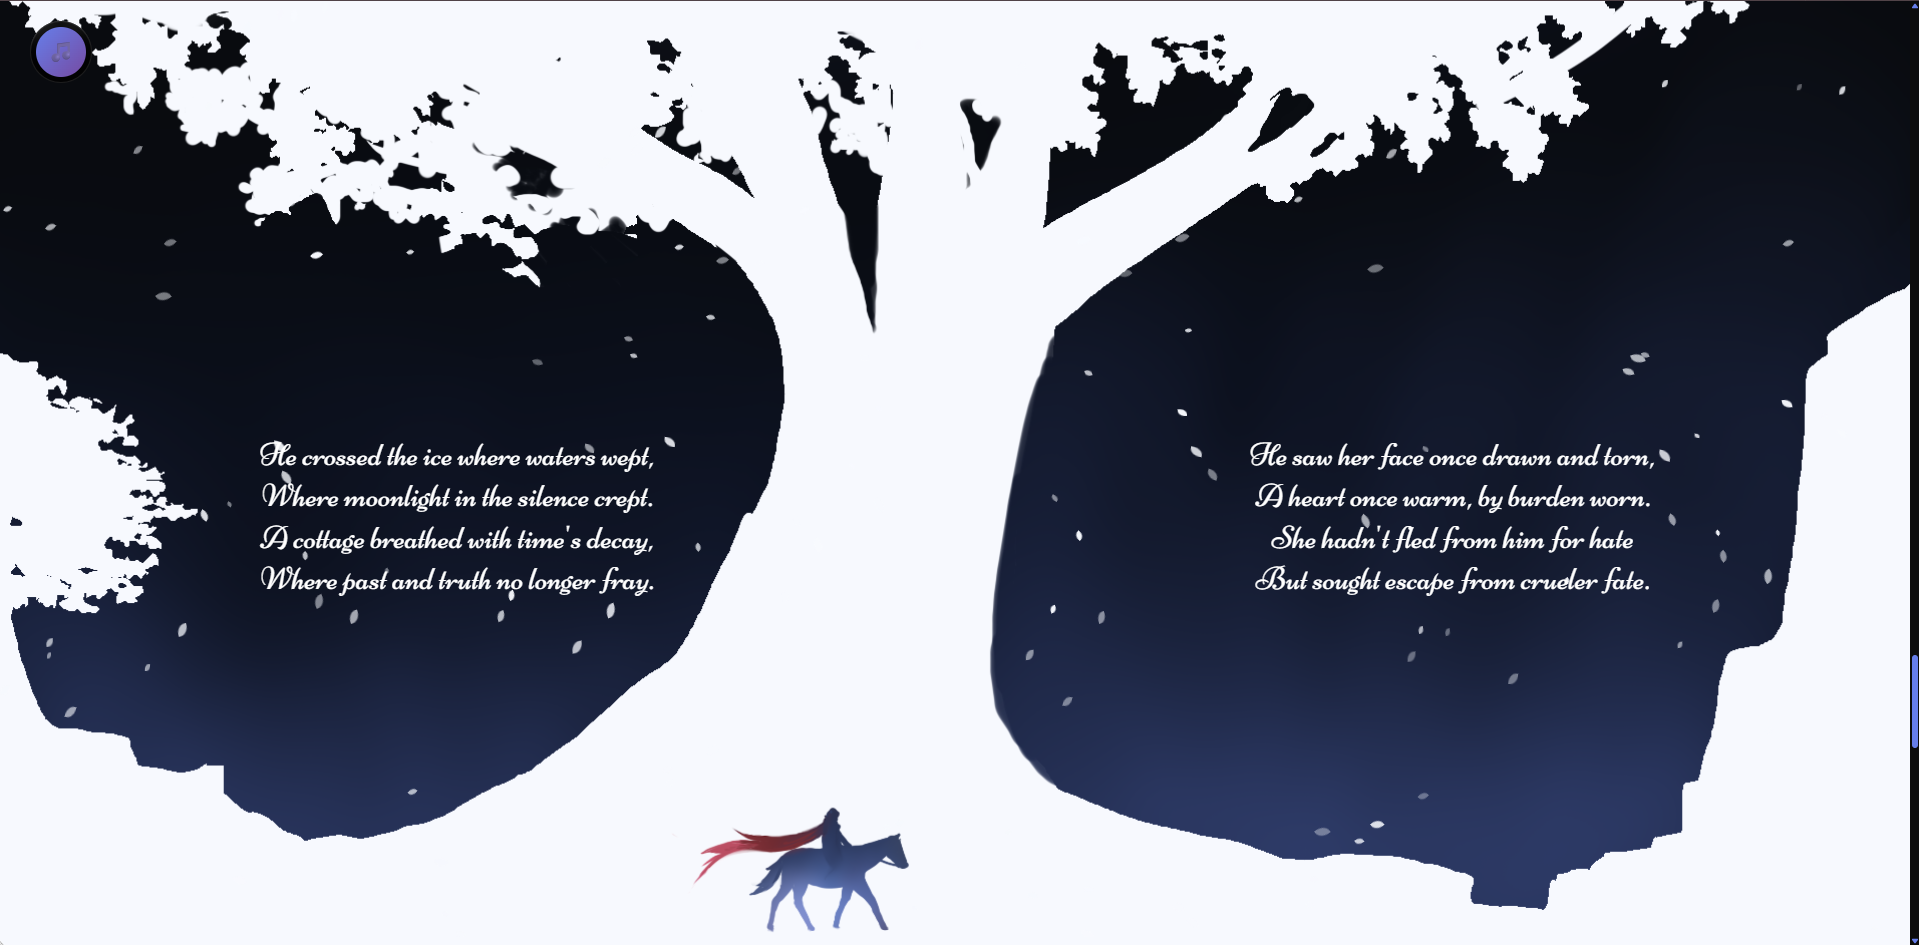 He crossed the ice where waters wept,
Where moonlight in the silence crept.
A cottage breathed with time's decay,
Where past and truth no longer fray.
He saw her face once drawn and torn,
A heart once warm, by burden worn.
She hadn't fled from him for hate
But sought escape from crueler fate.